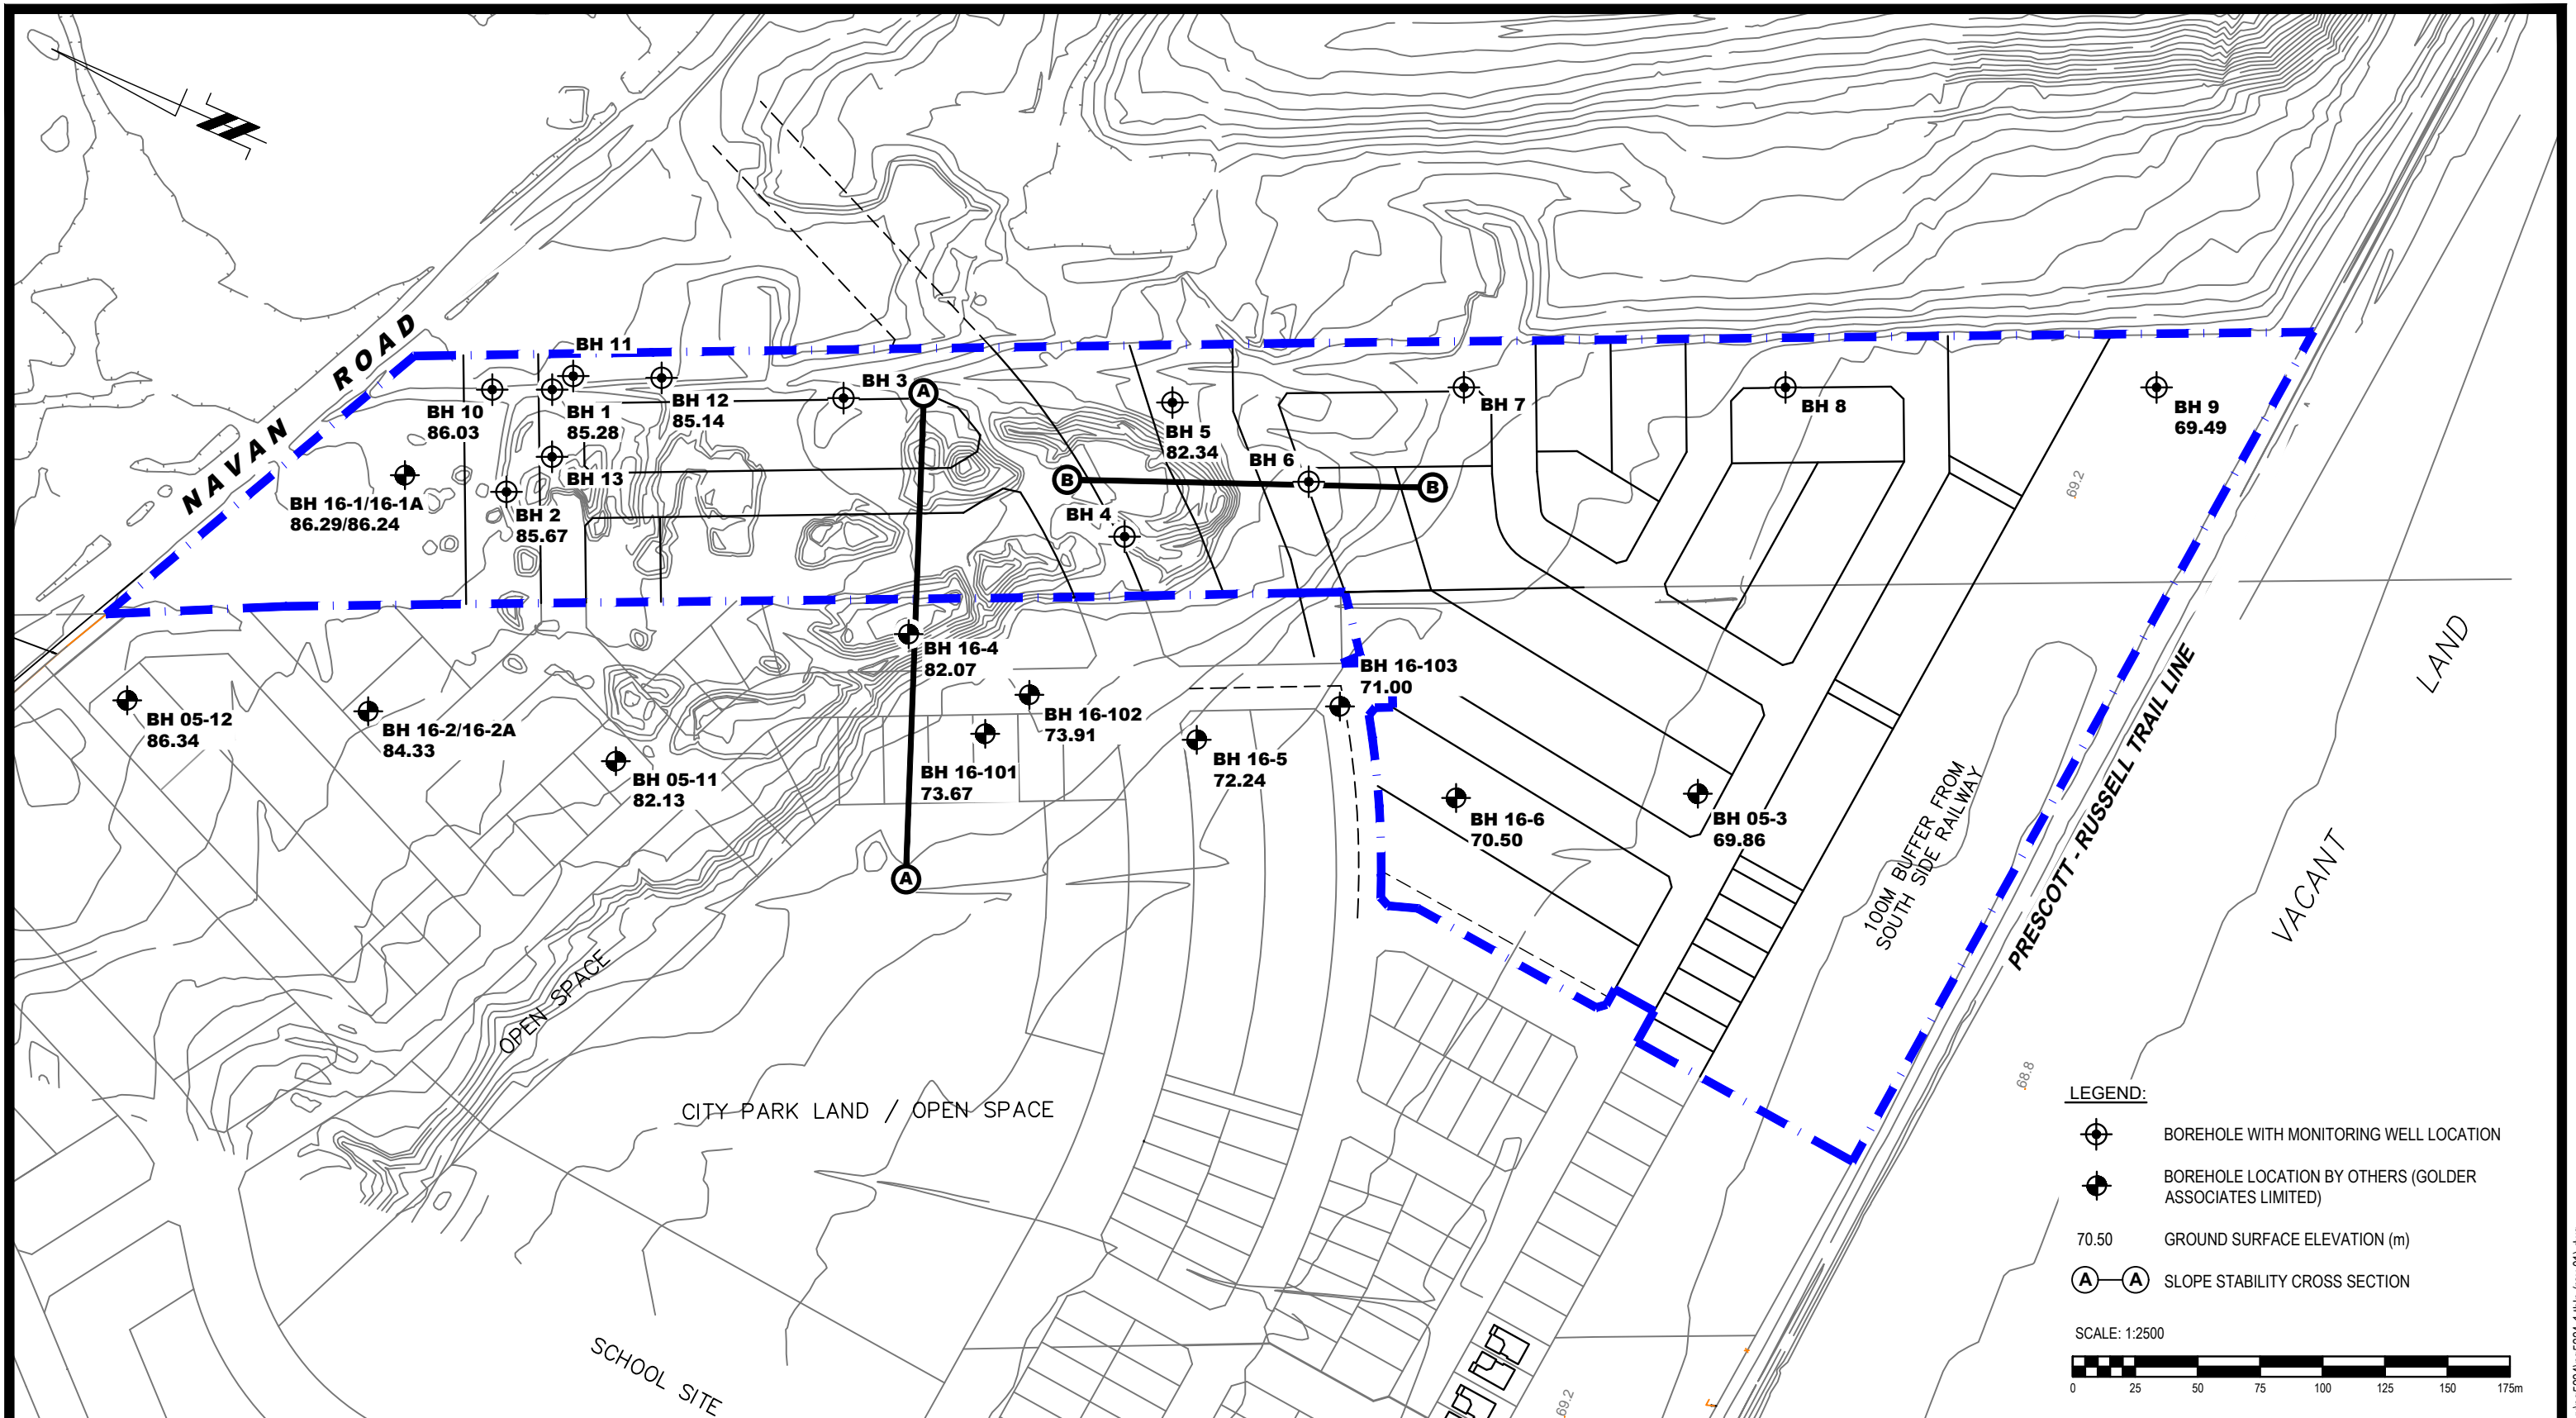 NAVAN ROAD
BH 11
BH 10
86.03
BH 1
85.28
BH 12
85.14
BH 3
A
BH 13
BH 2
85.67
BH 16-1/16-1A
86.29/86.24
B
BH 4
BH 5
82.34
BH 6
B
BH 7
BH 8
BH 9
69.49
69.2
BH 16-4
82.07
BH 16-103
71.00
BH 16-102
73.91
BH 16-101
73.67
BH 16-5
72.24
BH 05-12
86.34
BH 16-2/16-2A
84.33
BH 05-11
82.13
A
BH 16-6
70.50
BH 05-3
69.86
100M BUFFER FROM
SOUTH SIDE RAILWAY
PRESCOTT - RUSSELL TRAIL LINE
VACANT LAND
OPEN SPACE
CITY PARK LAND / OPEN SPACE
SCHOOL SITE
68.8
69.2
LEGEND:
BOREHOLE WITH MONITORING WELL LOCATION
BOREHOLE LOCATION BY OTHERS (GOLDER
ASSOCIATES LIMITED)
70.50 GROUND SURFACE ELEVATION (m)
A A SLOPE STABILITY CROSS SECTION
SCALE: 1:2500
0 25 50 75 100 125 150 175m